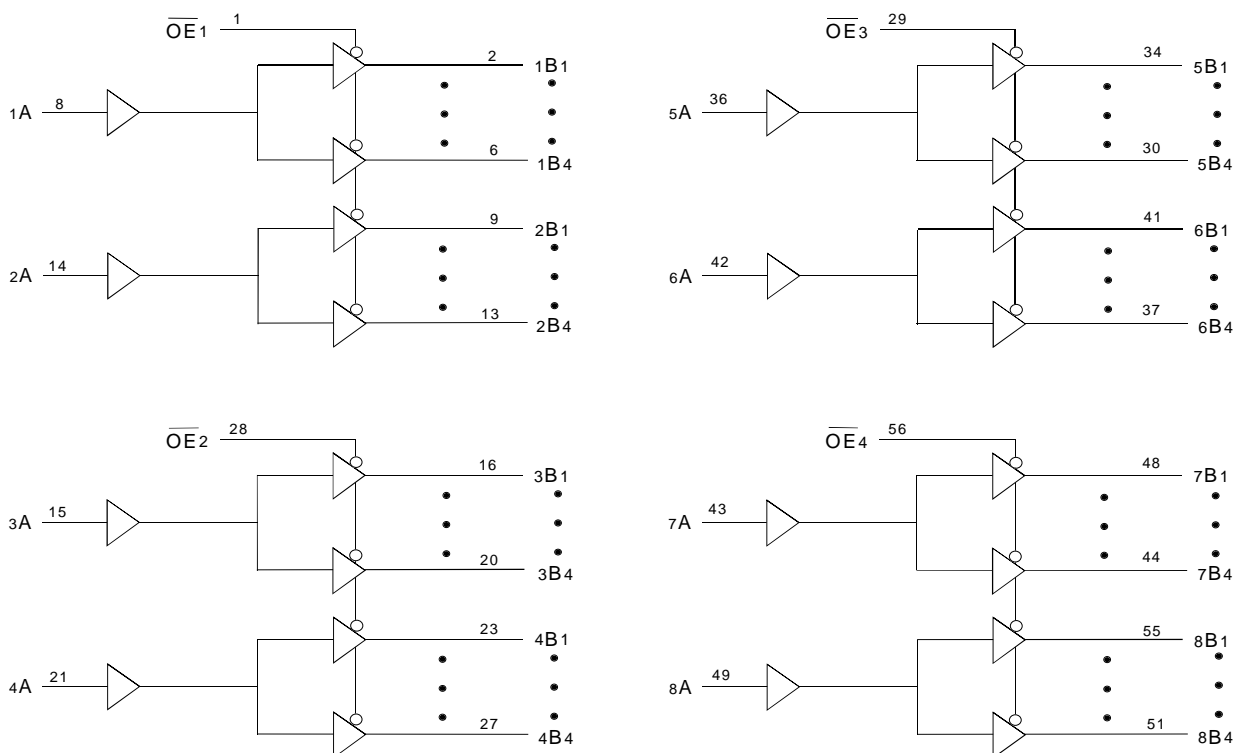 OE1 1
2 1B1
1A 8
6 1B4
9 2B1
2A 14
13 2B4
OE3 29
34 5B1
5A 36
30 5B4
41 6B1
6A 42
37 6B4
OE2 28
16 3B1
3A 15
20 3B4
23 4B1
4A 21
27 4B4
OE4 56
48 7B1
7A 43
44 7B4
55 8B1
8A 49
51 8B4